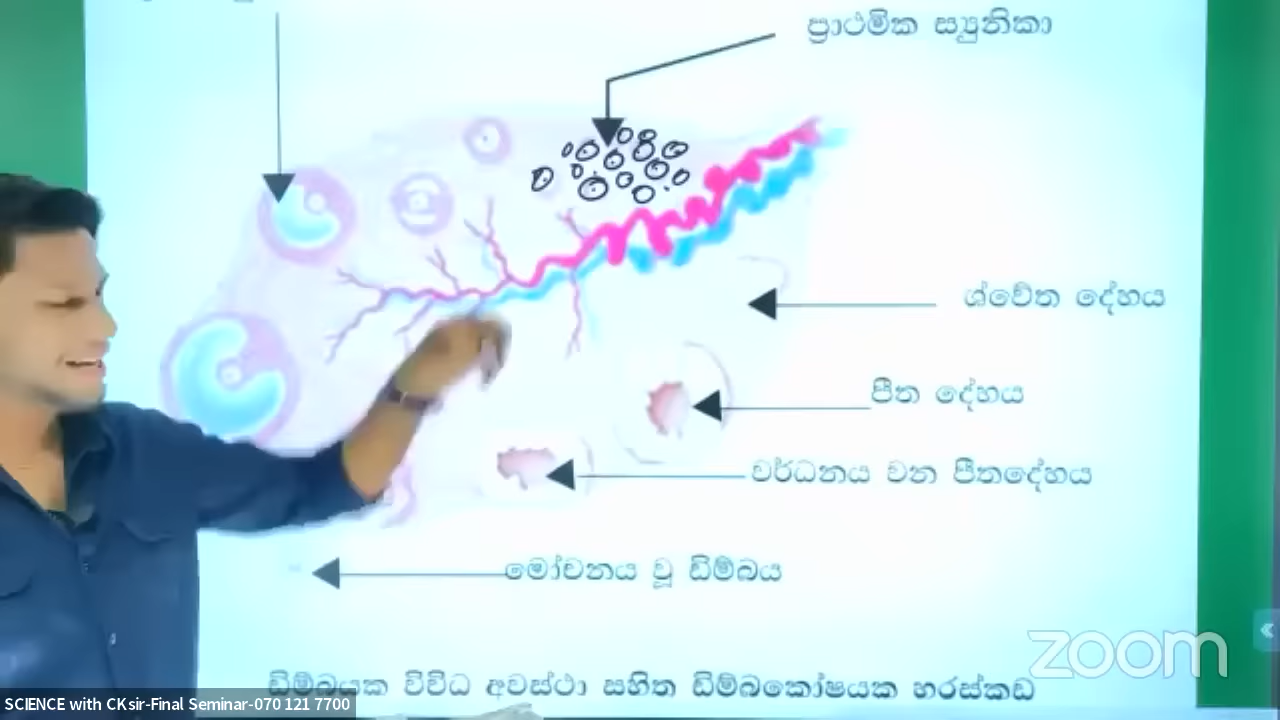 ප්‍රාථමික ස්‍යුනිකා
ශ්වේත දේහය
පීත දේහය
වර්ධනය වන පීතදේහය
මෝචනය වූ ඩිම්බය
zoom
ඩිම්බයක විවිධ අවස්ථා සහිත ඩිම්බකෝෂයක හරස්කඩ
SCIENCE with CKsir-Final Seminar-070 121 7700